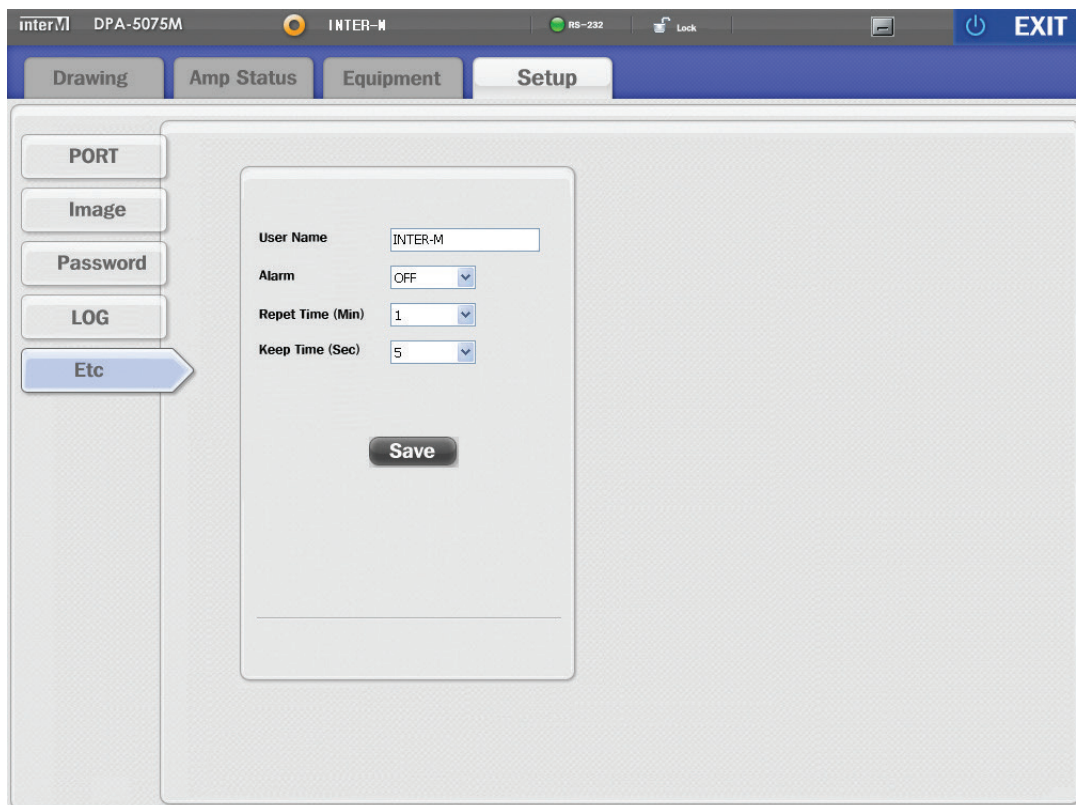 interM DPA-5075M INTER-M RS-232 Lock EXIT
Drawing Amp Status Equipment Setup
PORT
Image
Password
LOG
Etc
User Name INTER-M
Alarm OFF
Repet Time (Min) 1
Keep Time (Sec) 5
Save